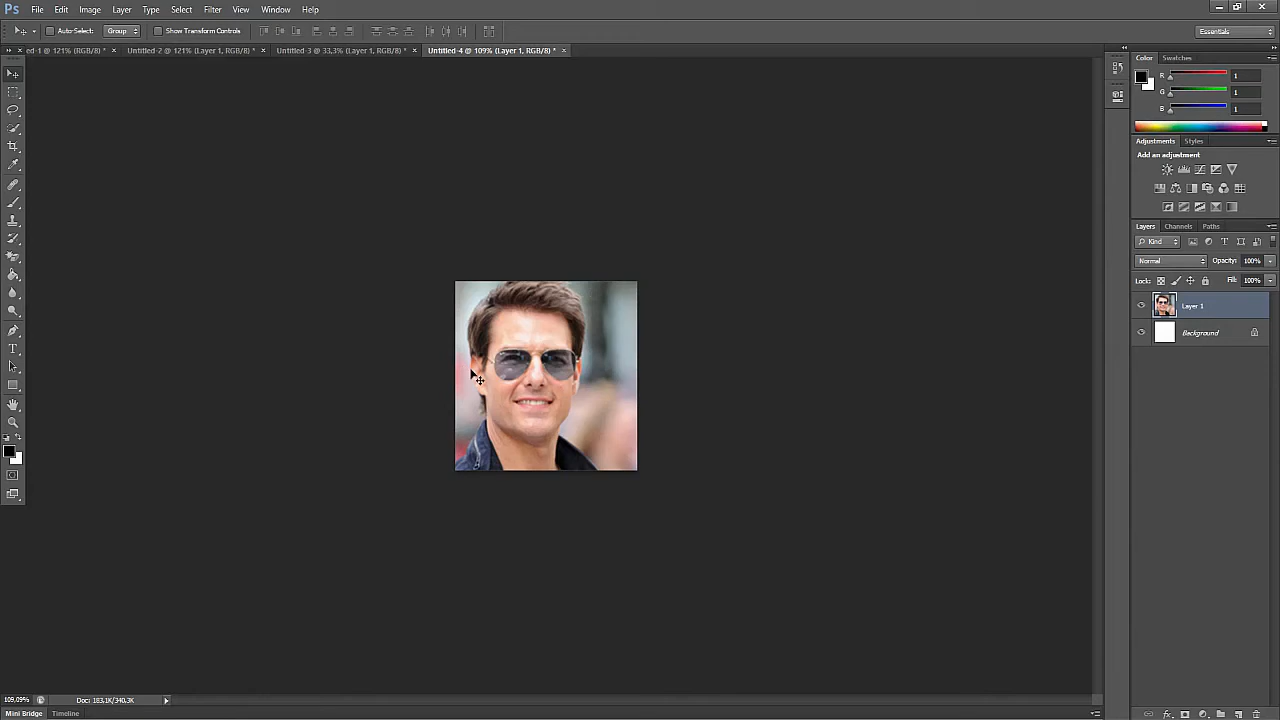 Ps File Edit Image Layer Type Select Filter View Window Help
Auto-Select: Group Show Transform Controls Essentials
ed-1 @ 121% (RGB/8) * Untitled-2 @ 121% (Layer 1, RGB/8) * Untitled-3 @ 33,3% (Layer 1, RGB/8) * Untitled-4 @ 109% (Layer 1, RGB/8) *
Color Swatches
R 1
G 1
B 1
Adjustments Styles
Add an adjustment
Layers Channels Paths
Kind
Normal Opacity: 100%
Lock: Fill: 100%
Layer 1
Background
109,09% Doc: 183,1K/340,3K
Mini Bridge Timeline